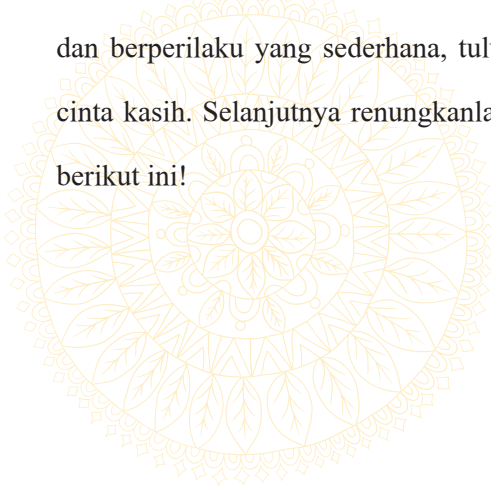 dan berperilaku yang sederhana,
cinta kasih. Selanjutnya
berikut ini!